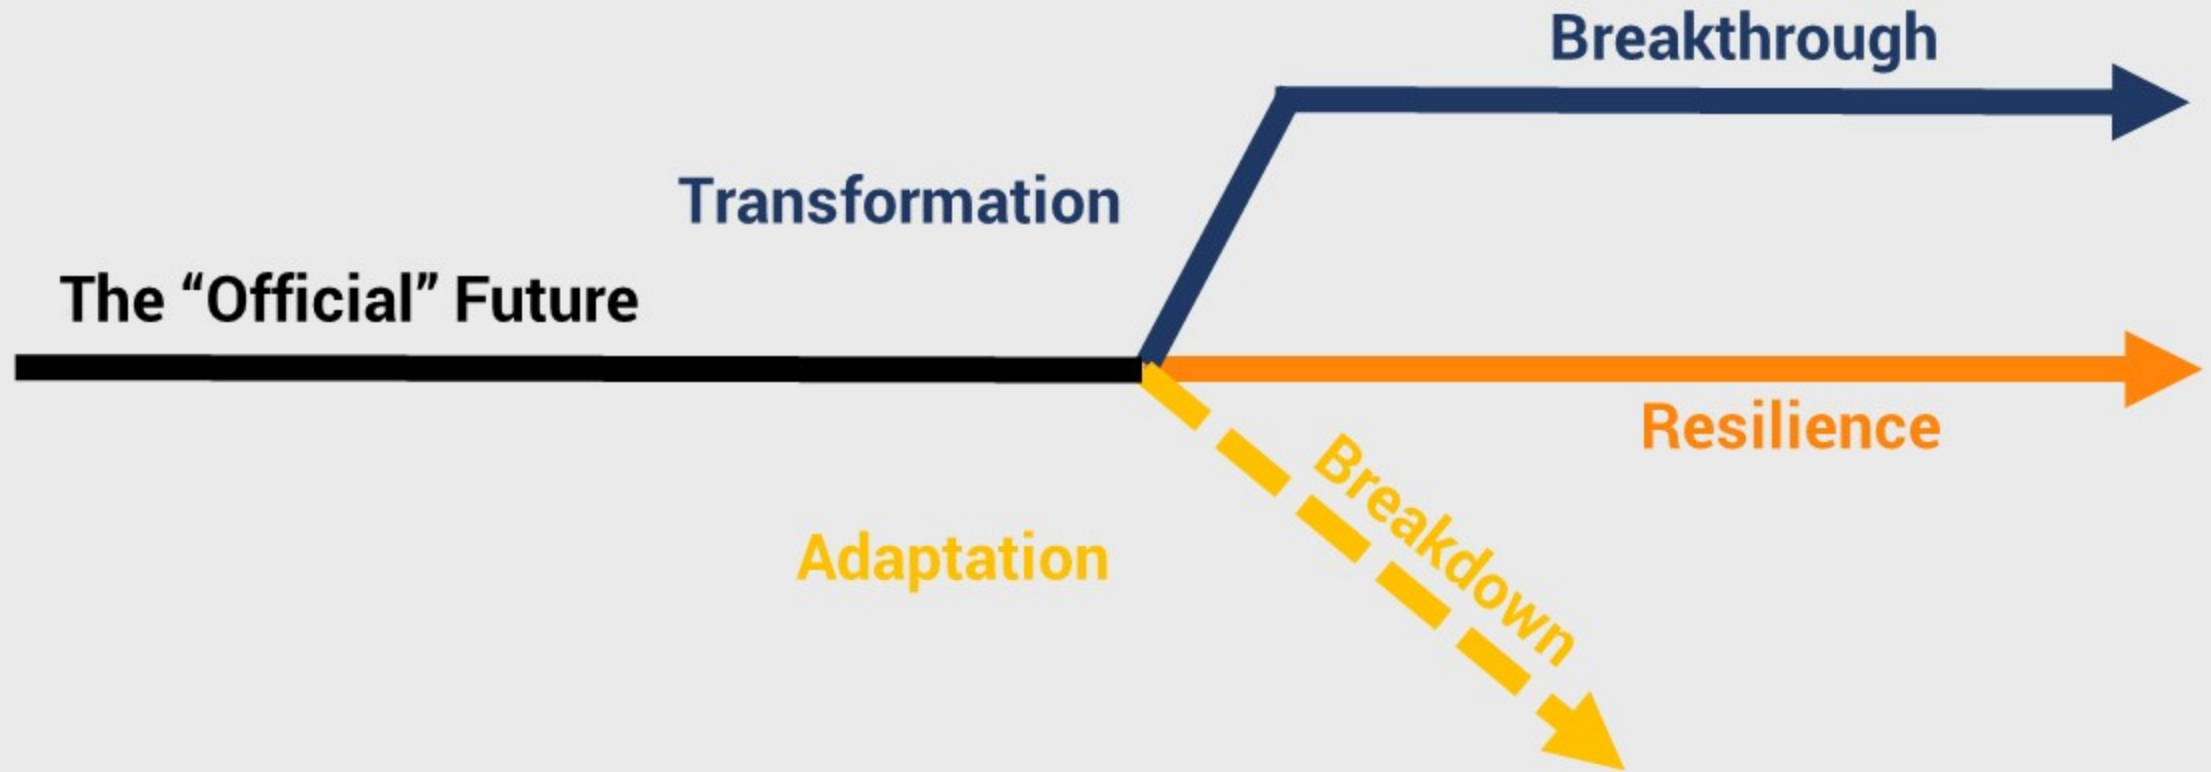 Breakthrough
Transformation
The “Official” Future
Resilience
Breakdown
Adaptation